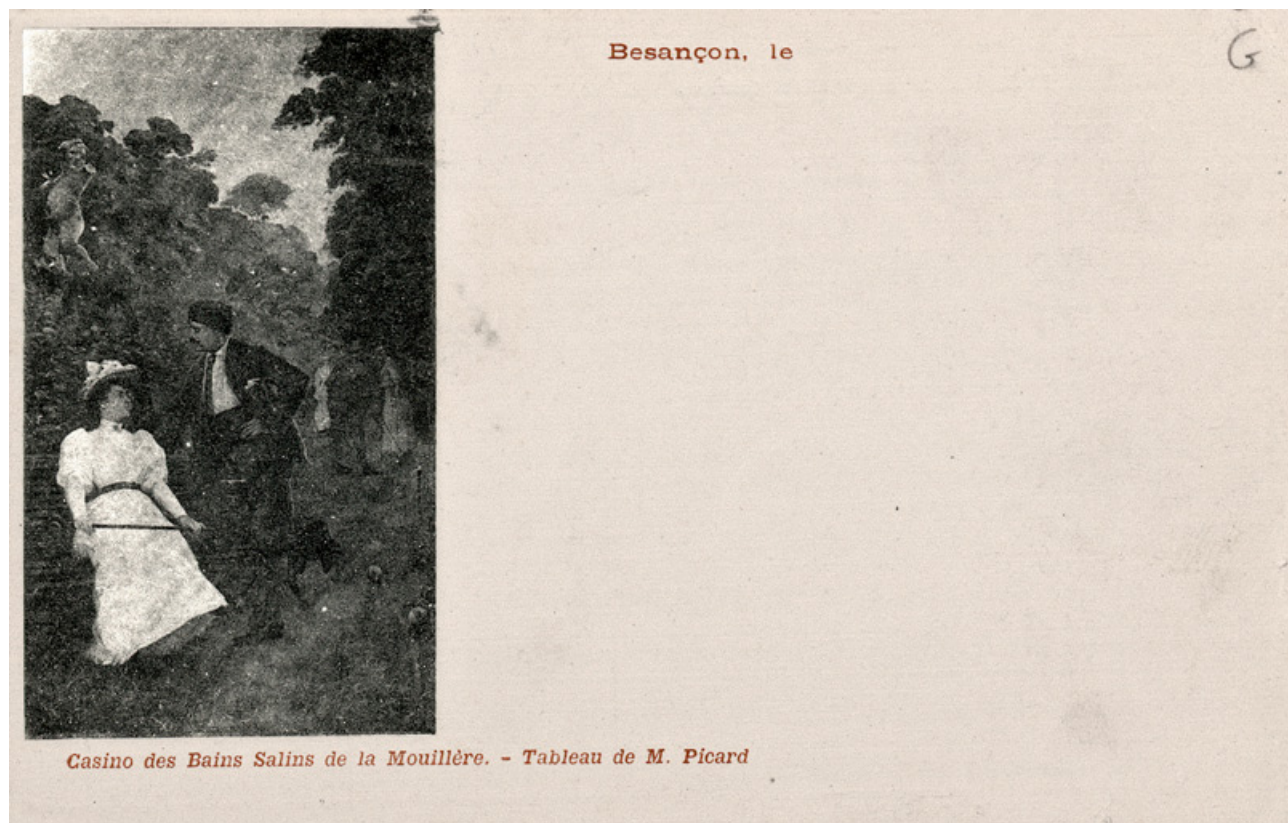 Besançon, le
G
Casino des Bains Salins de la Mouillère. - Tableau de M. Picard